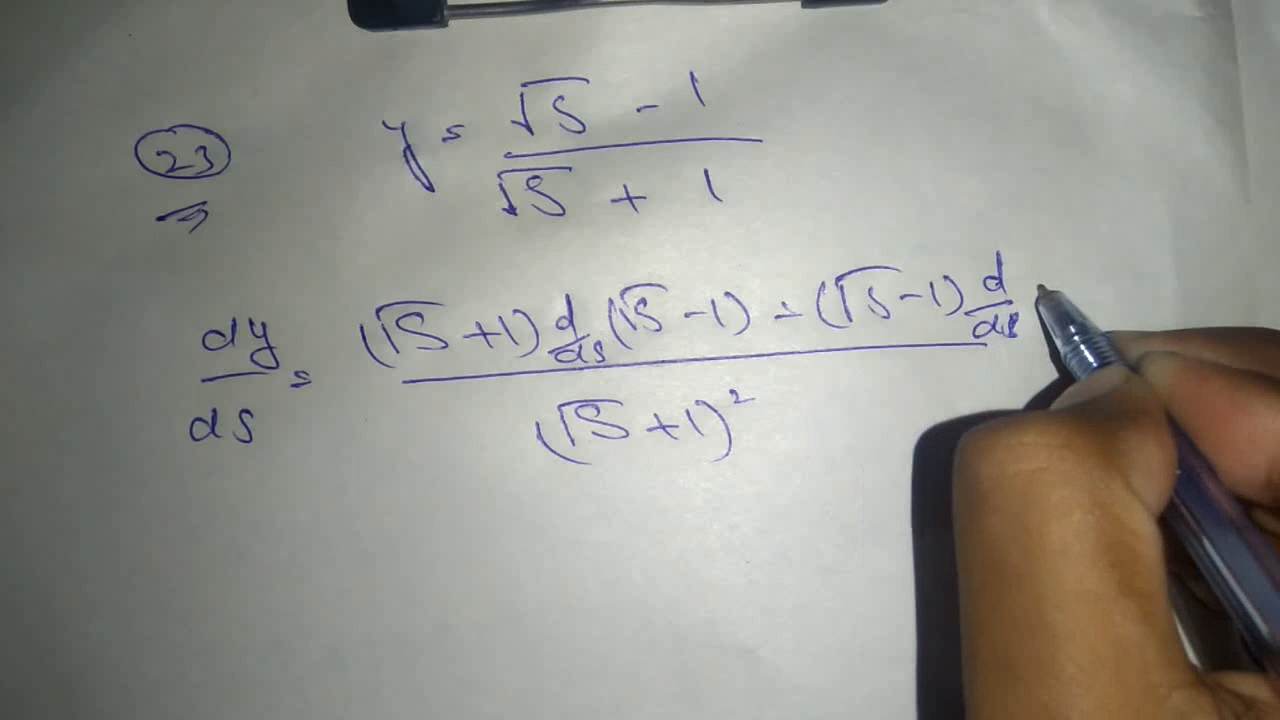 23 y = √s - 1 / √s + 1
⇒
dy/ds = (√s + 1) d/ds (√s - 1) - (√s - 1) d/ds / (√s + 1)²